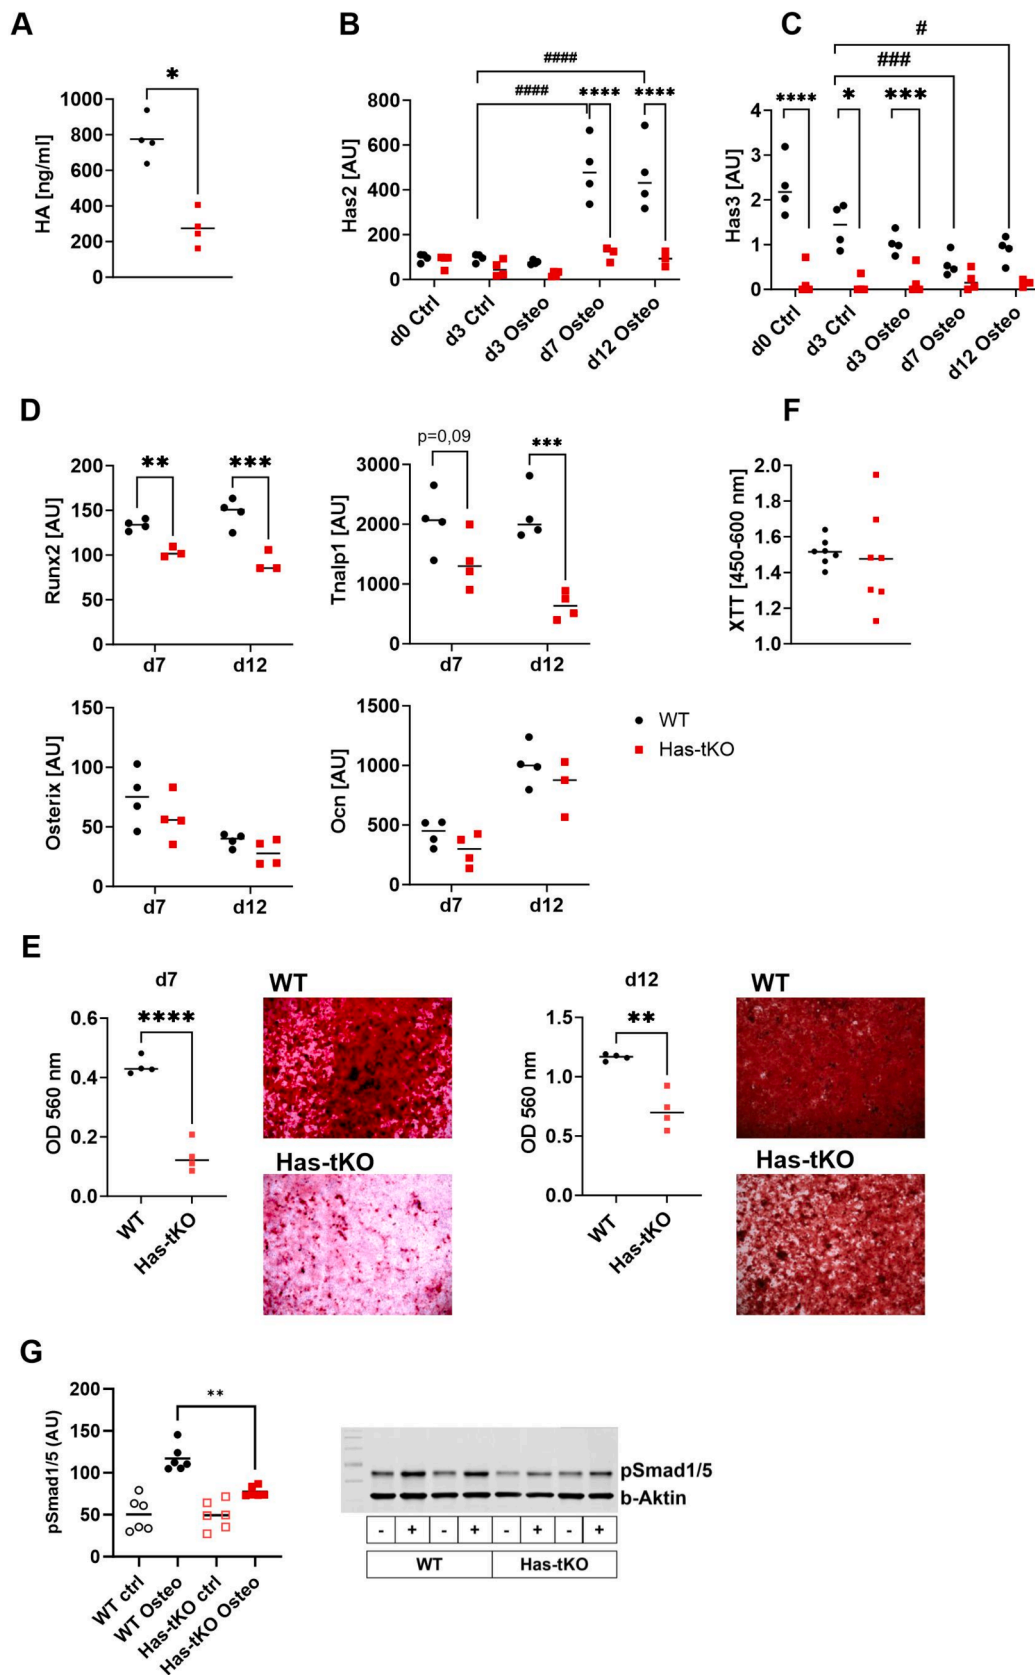 A
*
1000
800
600
400
200
0
HA [ng/ml]
B
####
####
****
****
800
600
400
200
0
Has2 [AU]
d0 Ctrl
d3 Ctrl
d3 Osteo
d7 Osteo
d12 Osteo
C
#
###
****
*
***
4
3
2
1
0
Has3 [AU]
d0 Ctrl
d3 Ctrl
d3 Osteo
d7 Osteo
d12 Osteo
D
**
***
200
150
100
50
0
Runx2 [AU]
d7
d12
p=0,09
***
3000
2000
1000
0
Tnalp1 [AU]
d7
d12
F
2.0
1.8
1.6
1.4
1.2
1.0
XTT [450-600 nm]
150
100
50
0
Osterix [AU]
d7
d12
1500
1000
500
0
Ocn [AU]
d7
d12
WT
Has-tKO
E
d7
****
0.6
0.4
0.2
0.0
OD 560 nm
WT
Has-tKO
WT
Has-tKO
d12
**
1.5
1.0
0.5
0.0
OD 560 nm
WT
Has-tKO
WT
Has-tKO
G
**
200
150
100
50
0
pSmad1/5 (AU)
WT ctrl
WT Osteo
Has-tKO ctrl
Has-tKO Osteo
pSmad1/5
b-Aktin
- + - + - + - +
WT Has-tKO